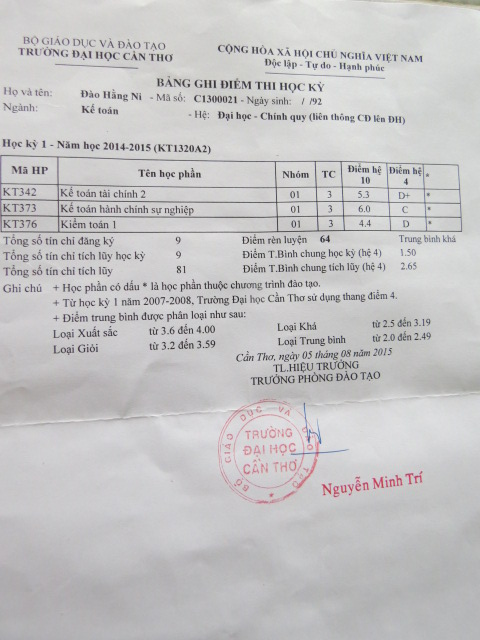 BỘ GIÁO DỤC VÀ ĐÀO TẠO
TRƯỜNG ĐẠI HỌC CẦN THƠ
CỘNG HÒA XÃ HỘI CHỦ NGHĨA VIỆT NAM
Độc lập - Tự do - Hạnh phúc
BẢNG GHI ĐIỂM THI HỌC KỲ
Họ và tên: Đào Hằng Ni - Mã số: C1300021 - Ngày sinh: / /92
Ngành: Kế toán - Hệ: Đại học - Chính quy (liên thông CĐ lên ĐH)
Học kỳ 1 - Năm học 2014-2015 (KT1320A2)
Mã HP Tên học phần Nhóm TC Điểm hệ 10 Điểm hệ 4 *
KT342 Kế toán tài chính 2 01 3 5.3 D+ *
KT373 Kế toán hành chính sự nghiệp 01 3 6.0 C *
KT376 Kiểm toán 1 01 3 4.4 D *
Tổng số tín chỉ đăng ký 9 Điểm rèn luyện 64 Trung bình khá
Tổng số tín chỉ tích lũy học kỳ 9 Điểm T.Bình chung học kỳ (hệ 4) 1.50
Tổng số tín chỉ tích lũy 81 Điểm T.Bình chung tích lũy (hệ 4) 2.65
Ghi chú + Học phần có dấu * là học phần thuộc chương trình đào tạo.
+ Từ học kỳ 1 năm 2007-2008, Trường Đại học Cần Thơ sử dụng thang điểm 4.
+ Điểm trung bình được phân loại như sau:
Loại Xuất sắc từ 3.6 đến 4.00 Loại Khá từ 2.5 đến 3.19
Loại Giỏi từ 3.2 đến 3.59 Loại Trung bình từ 2.0 đến 2.49
Cần Thơ, ngày 05 tháng 08 năm 2015
TL.HIỆU TRƯỞNG
TRƯỞNG PHÒNG ĐÀO TẠO
BỘ GIÁO DỤC VÀ ĐÀO TẠO
TRƯỜNG
ĐẠI HỌC
CẦN THƠ
Nguyễn Minh Trí